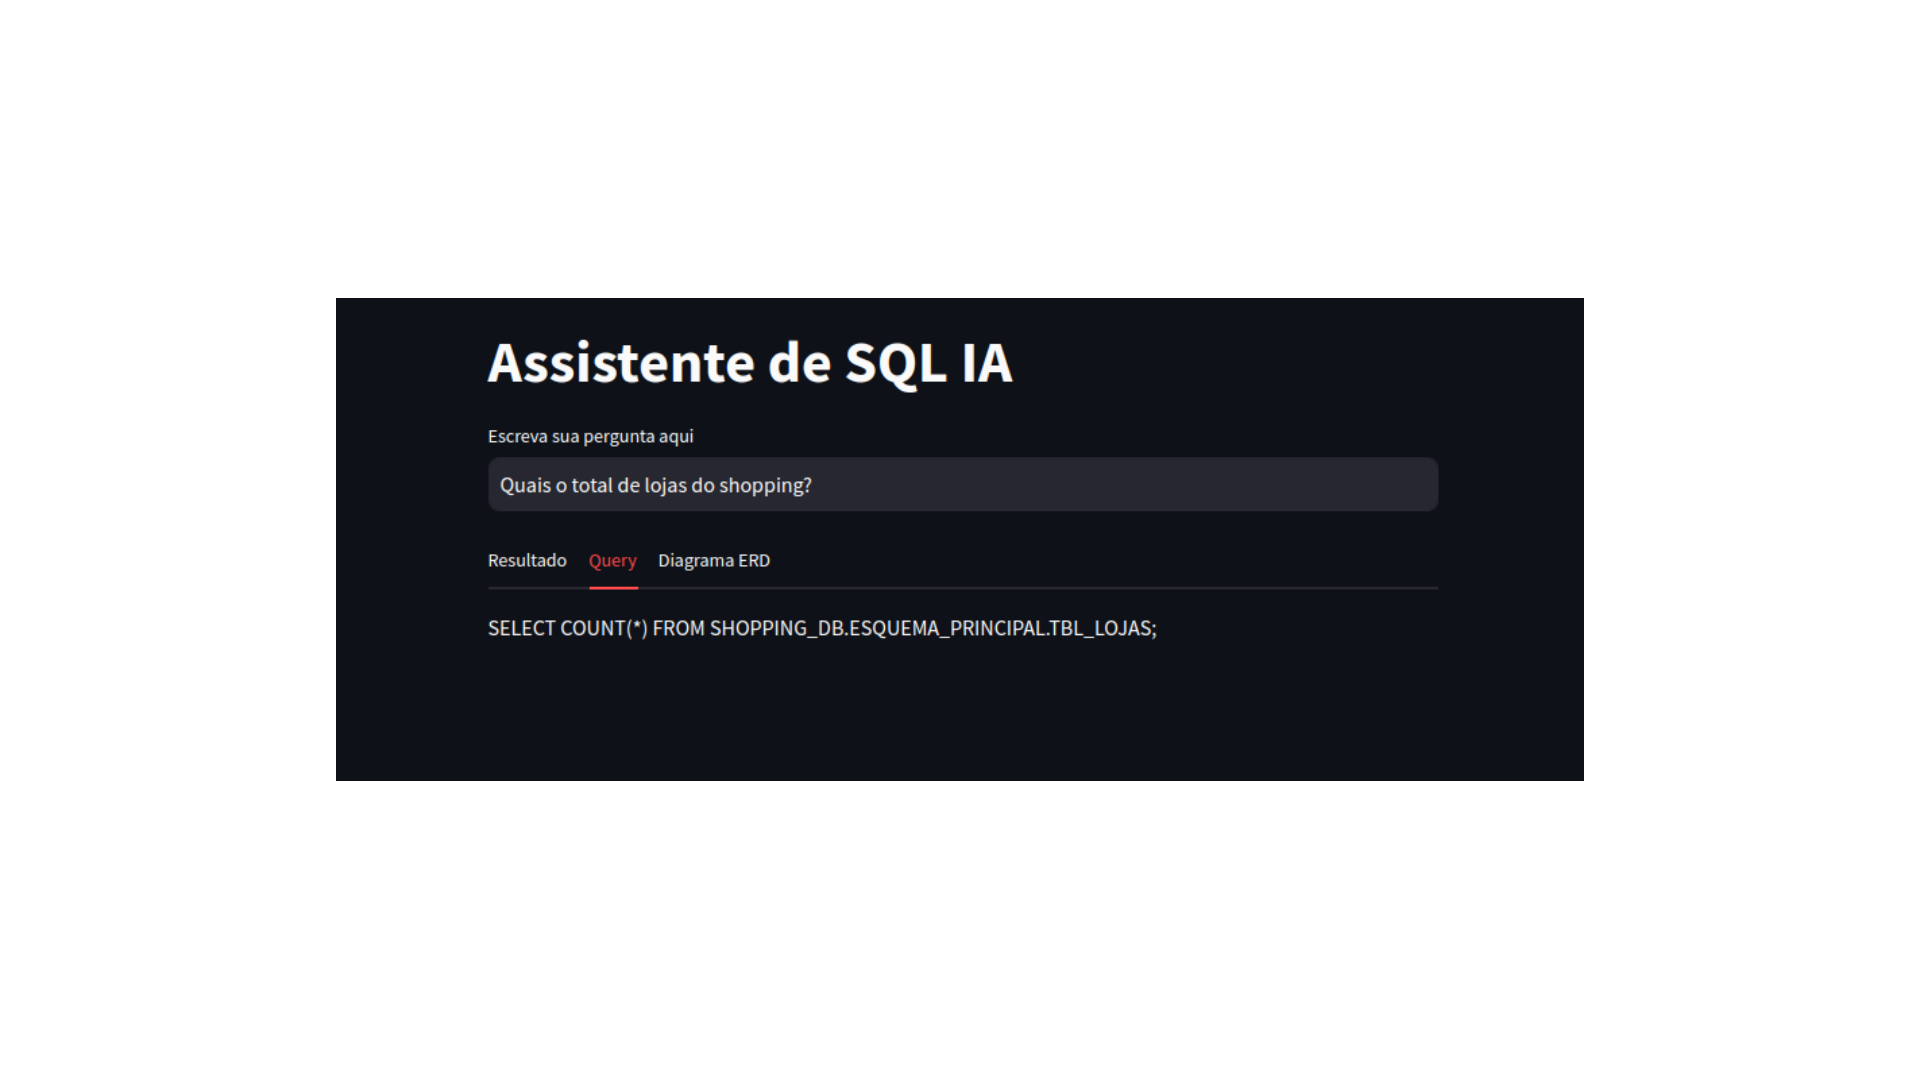 Assistente de SQL IA
Escreva sua pergunta aqui
Quais o total de lojas do shopping?
Resultado Query Diagrama ERD
SELECT COUNT(*) FROM SHOPPING_DB.ESQUEMA_PRINCIPAL.TBL_LOJAS;